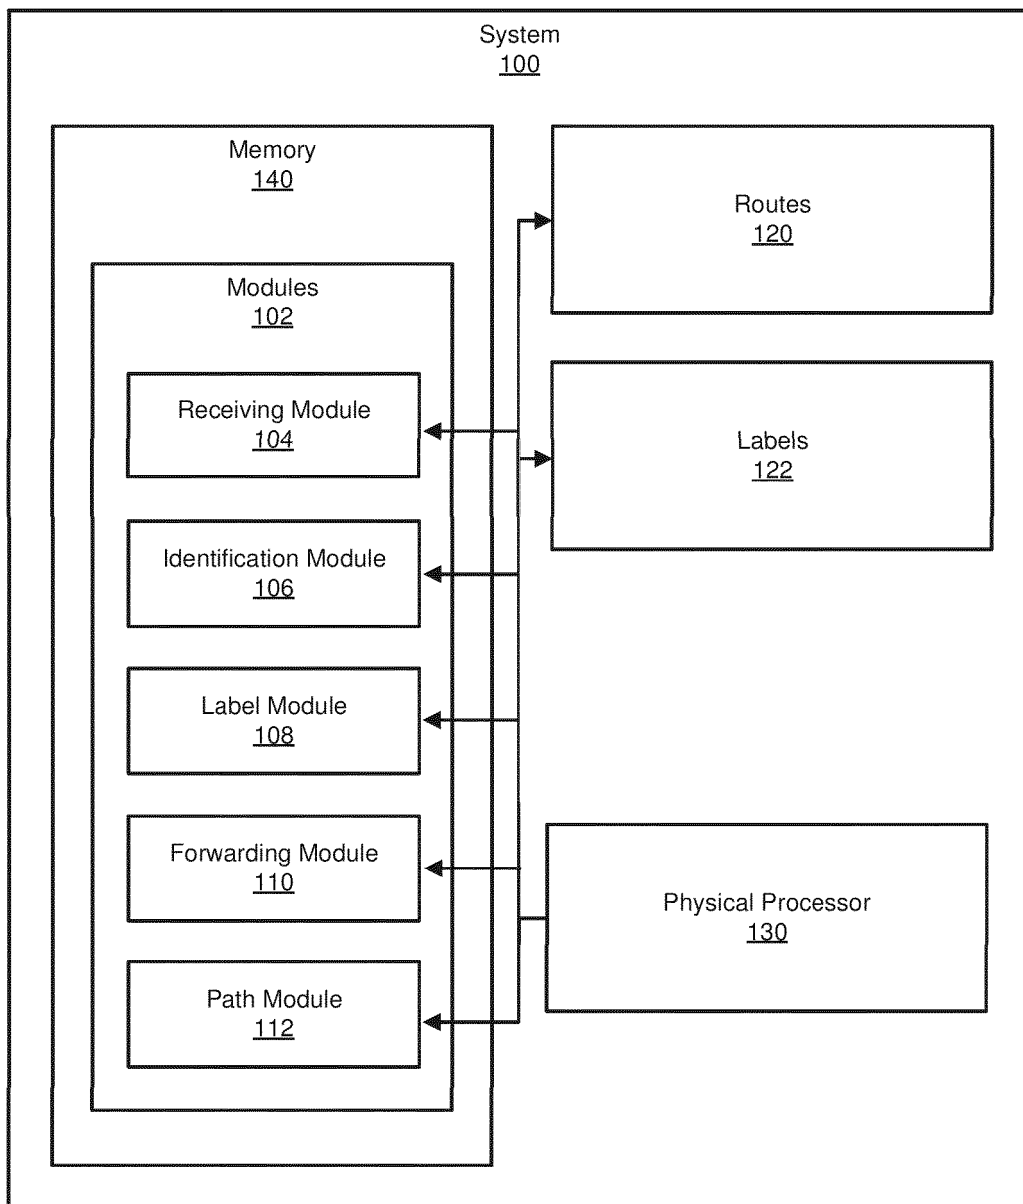 System
100
Memory
140
Modules
102
Receiving Module
104
Identification Module
106
Label Module
108
Forwarding Module
110
Path Module
112
Routes
120
Labels
122
Physical Processor
130